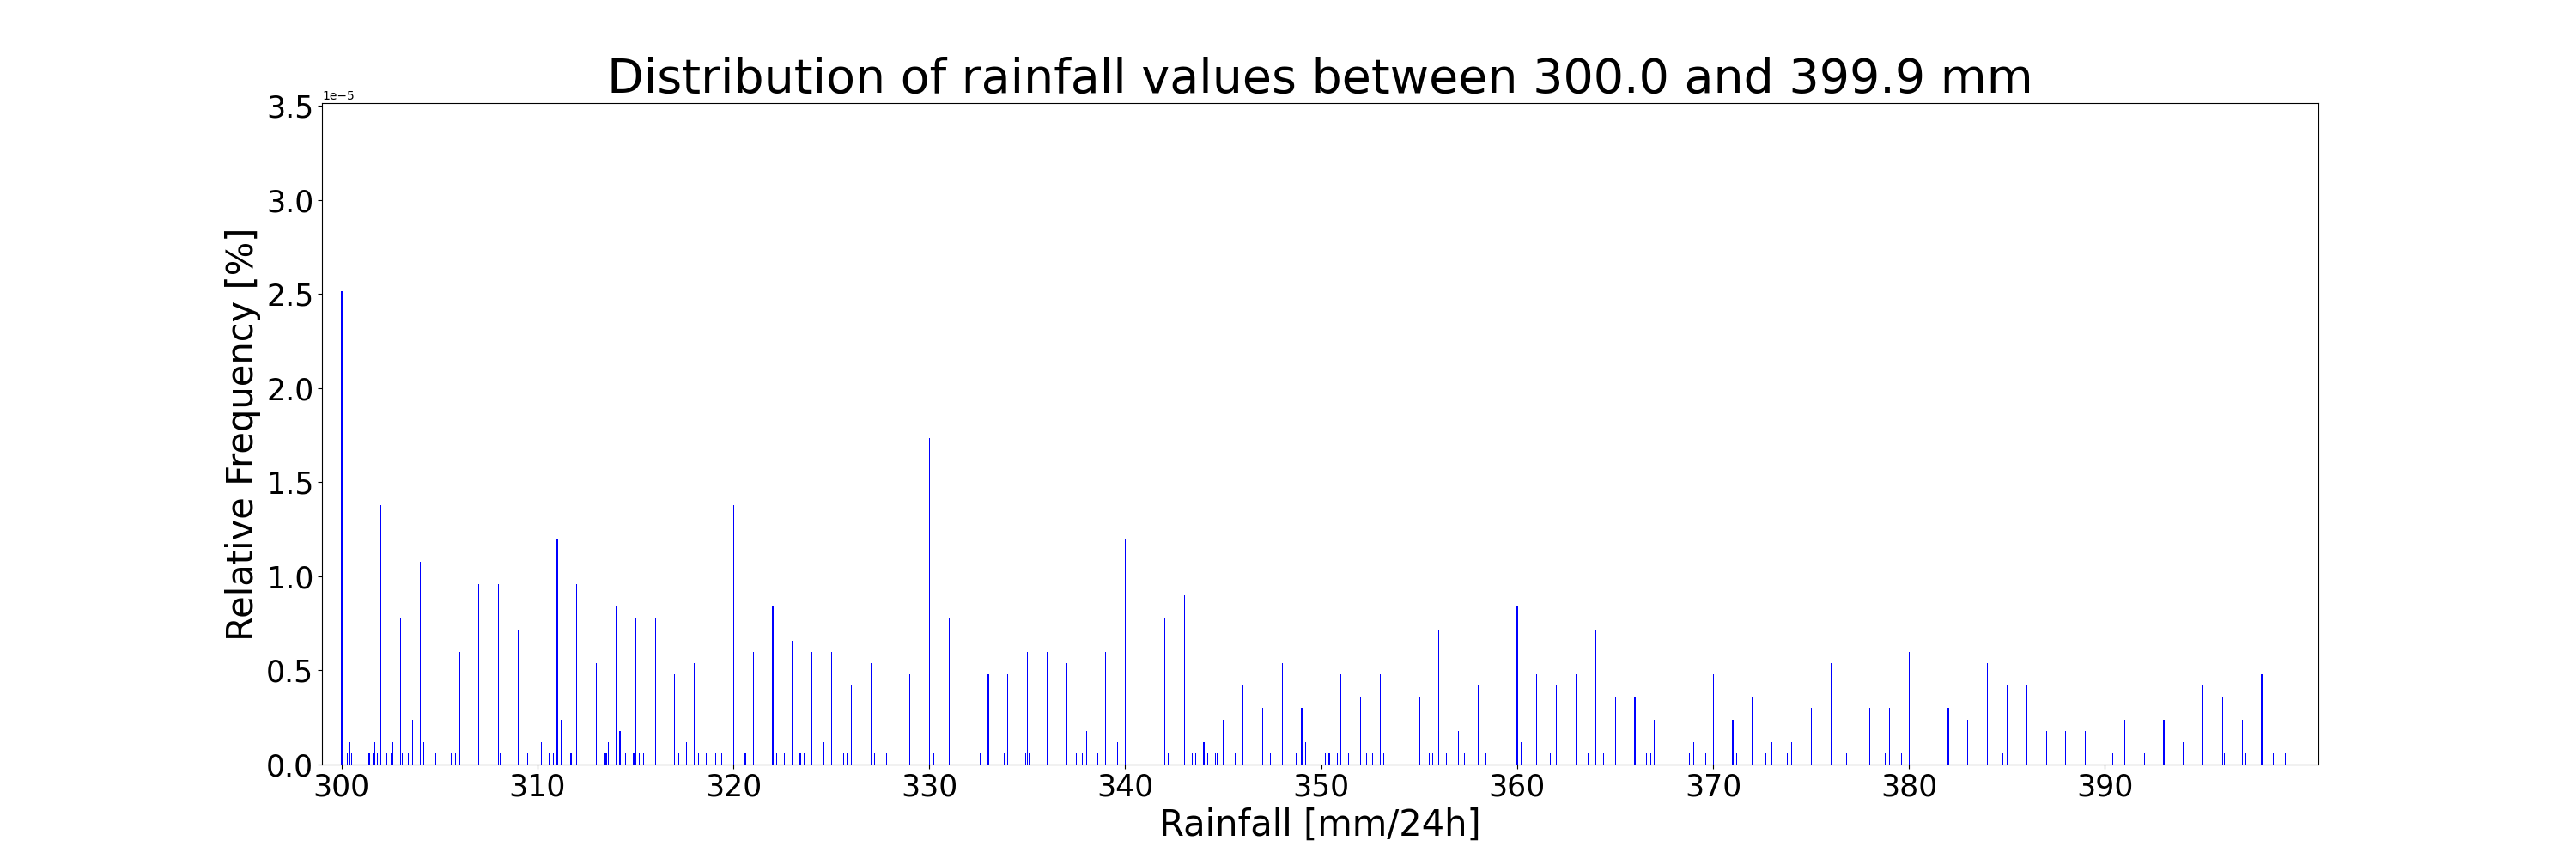 Distribution of rainfall values between 300.0 and 399.9 mm
1e−5
3.5
3.0
2.5
2.0
1.5
1.0
0.5
0.0
Relative Frequency [%]
300 310 320 330 340 350 360 370 380 390
Rainfall [mm/24h]